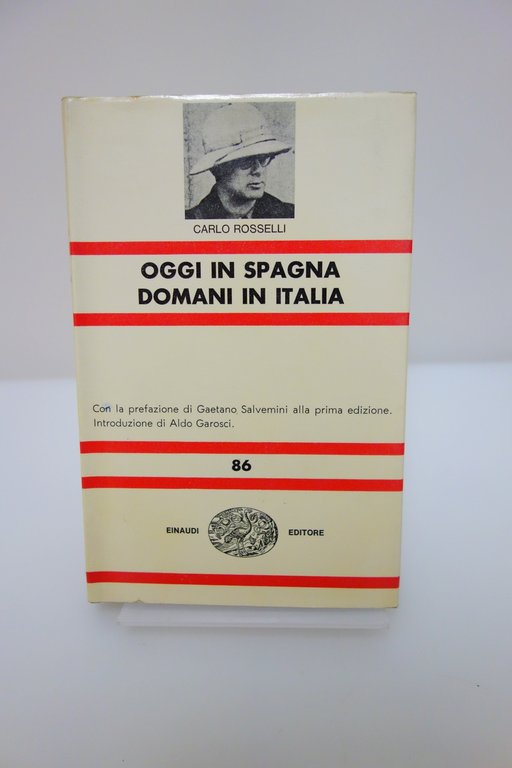 CARLO ROSSELLI
OGGI IN SPAGNA
DOMANI IN ITALIA
Con la prefazione di Gaetano Salvemini alla prima edizione.
Introduzione di Aldo Garosci.
86
EINAUDI EDITORE